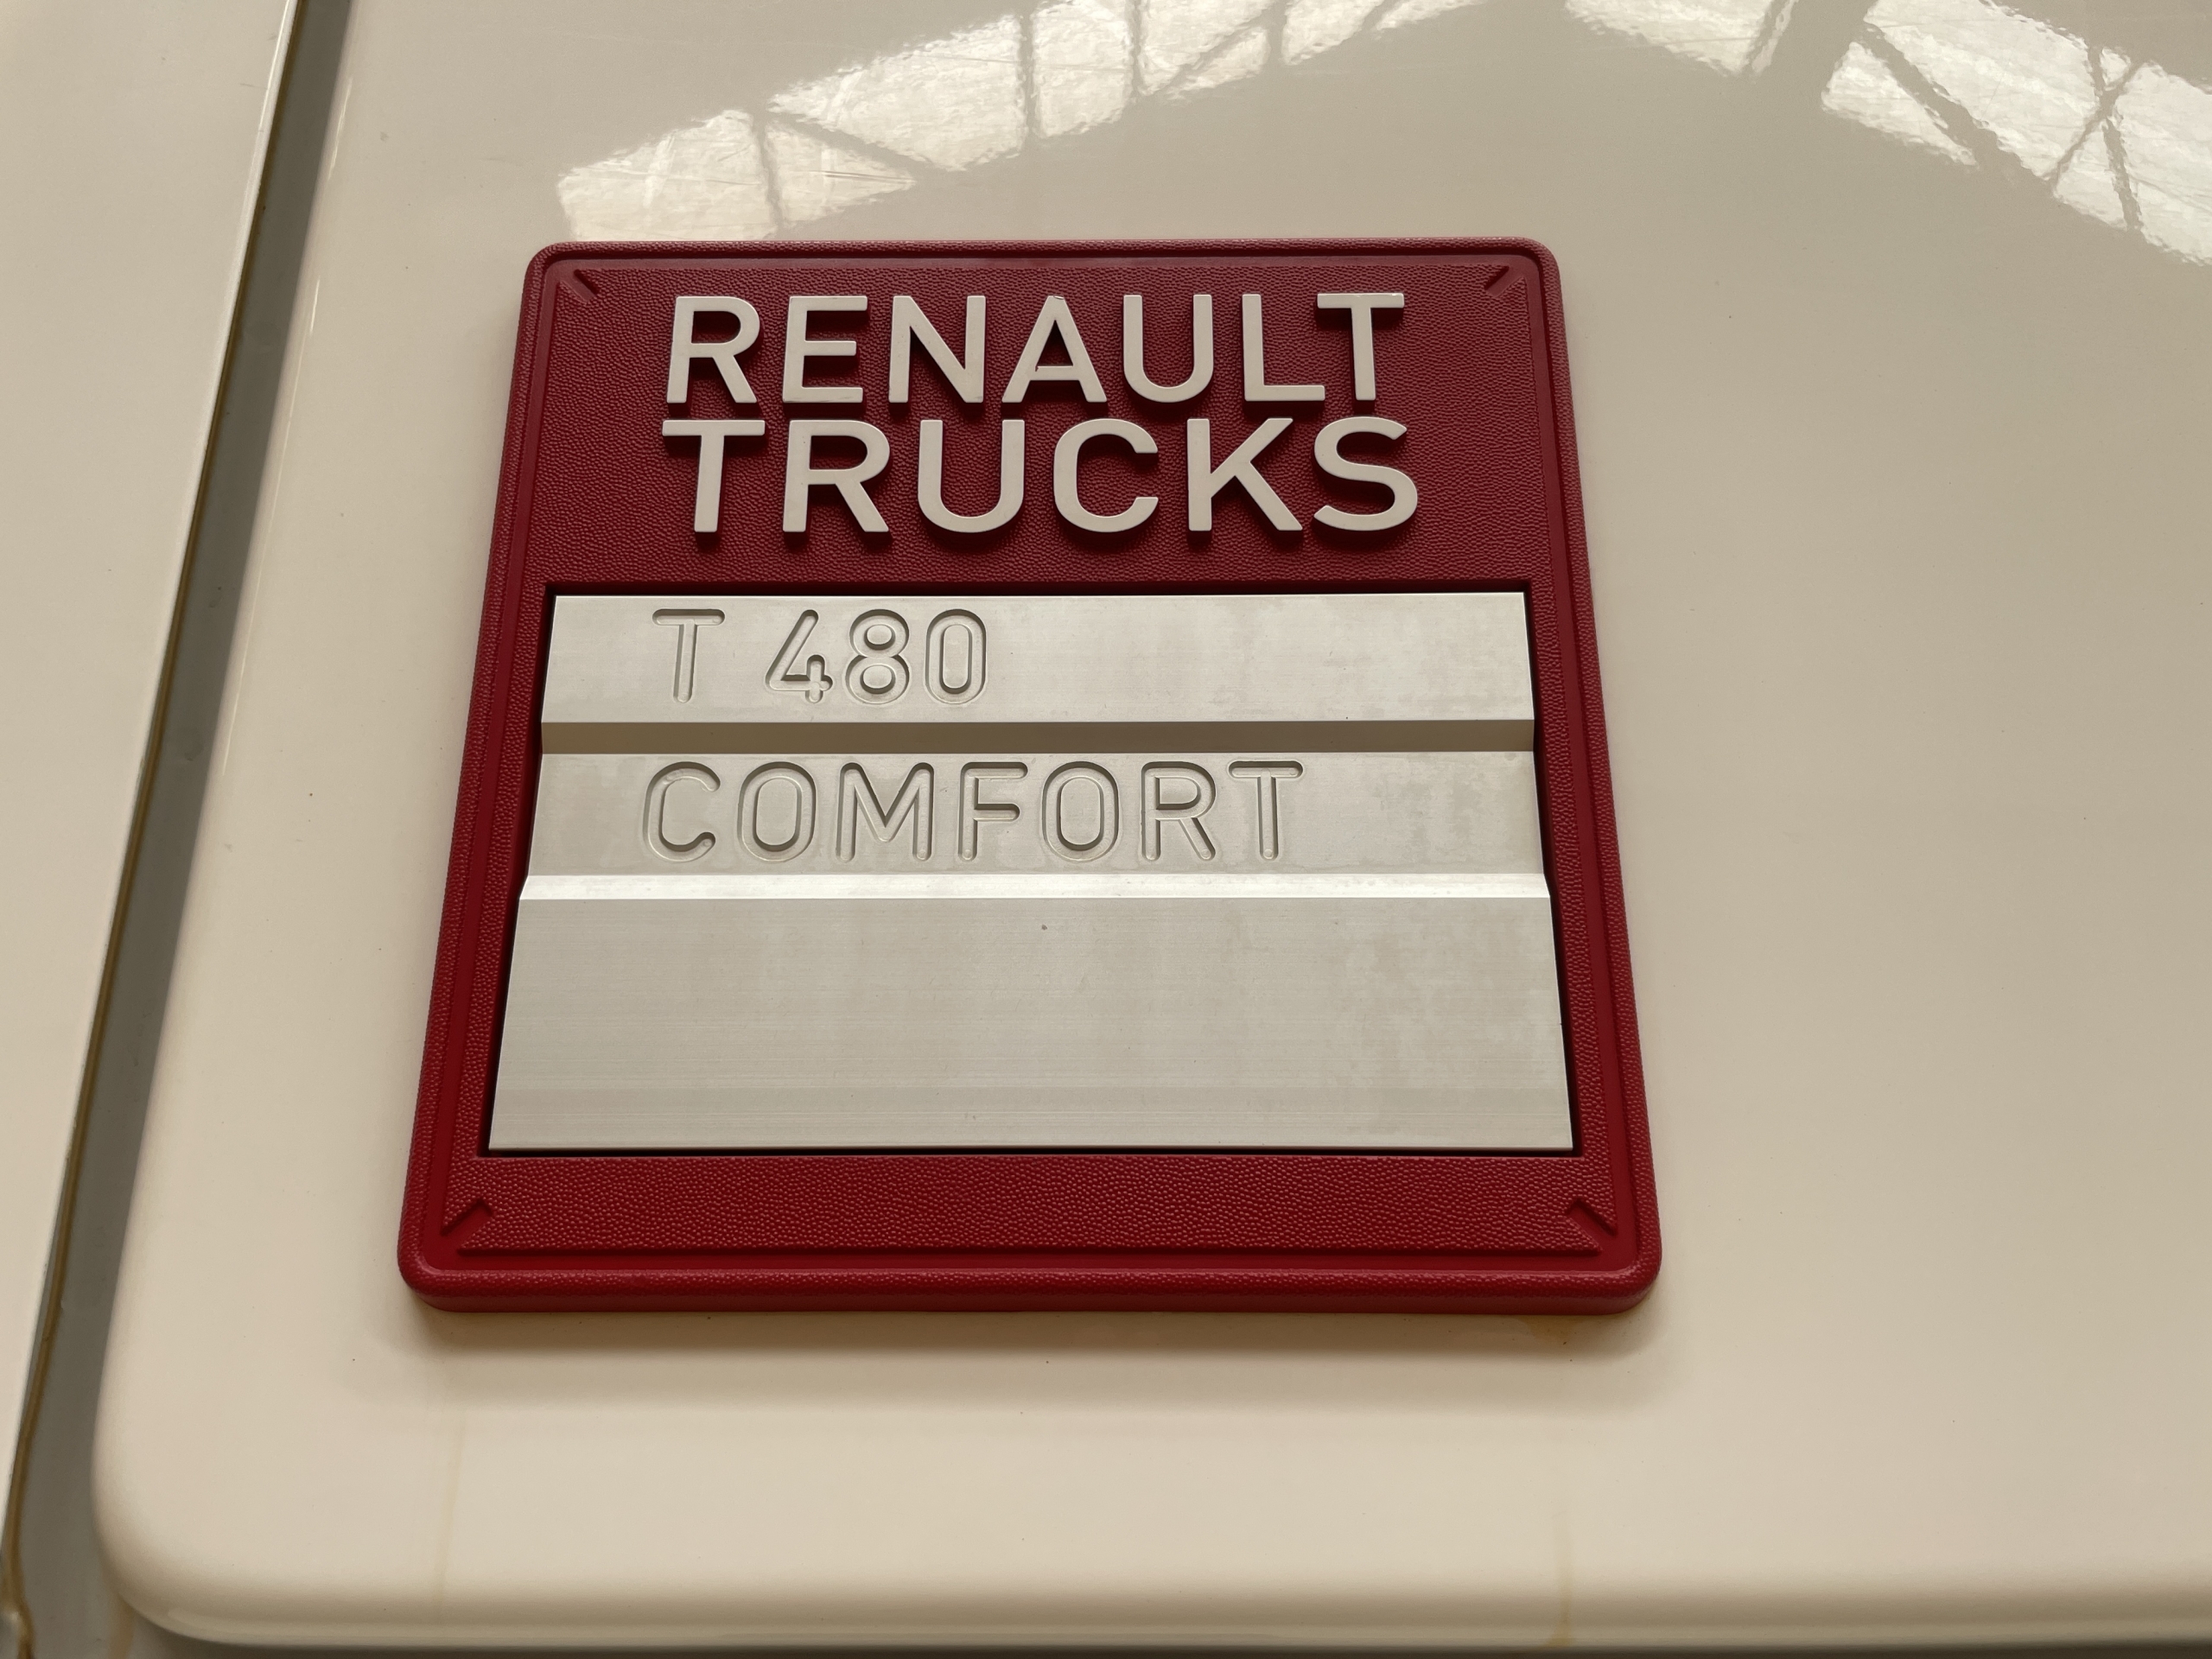 RENAULT
TRUCKS
T 480
COMFORT